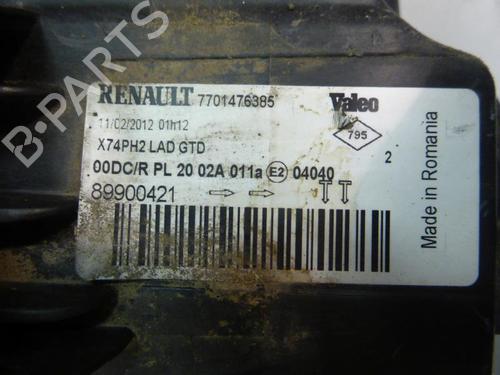 B-PARTS
RENAULT 7701476385 Valeo
11/02/2012 01h12
795
X74PH2 LAD GTD 2
00DC/R PL 20 02A 011a E2 04040
89900421
Made in Romania